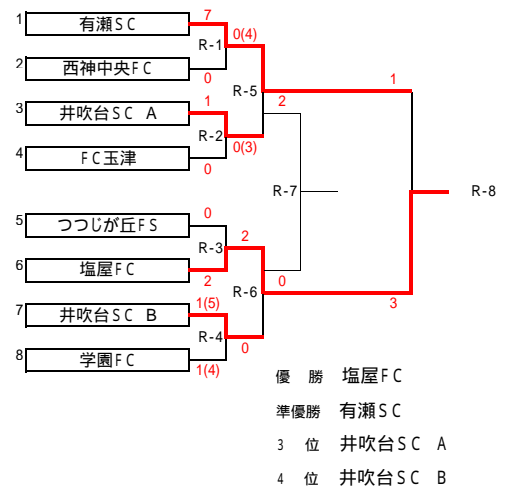 1 有瀬SC 7
R-1 0(4)
2 西神中央FC 0
R-5 1
3 井吹台SC A 1 2
R-2 0(3)
4 FC玉津 0
R-7 R-8
5 つつじが丘FS 0
R-3 2
6 塩屋FC 2 0
R-6 3
7 井吹台SC B 1(5)
R-4 0
8 学園FC 1(4)
優 勝 塩屋FC
準優勝 有瀬SC
3 位 井吹台SC A
4 位 井吹台SC B